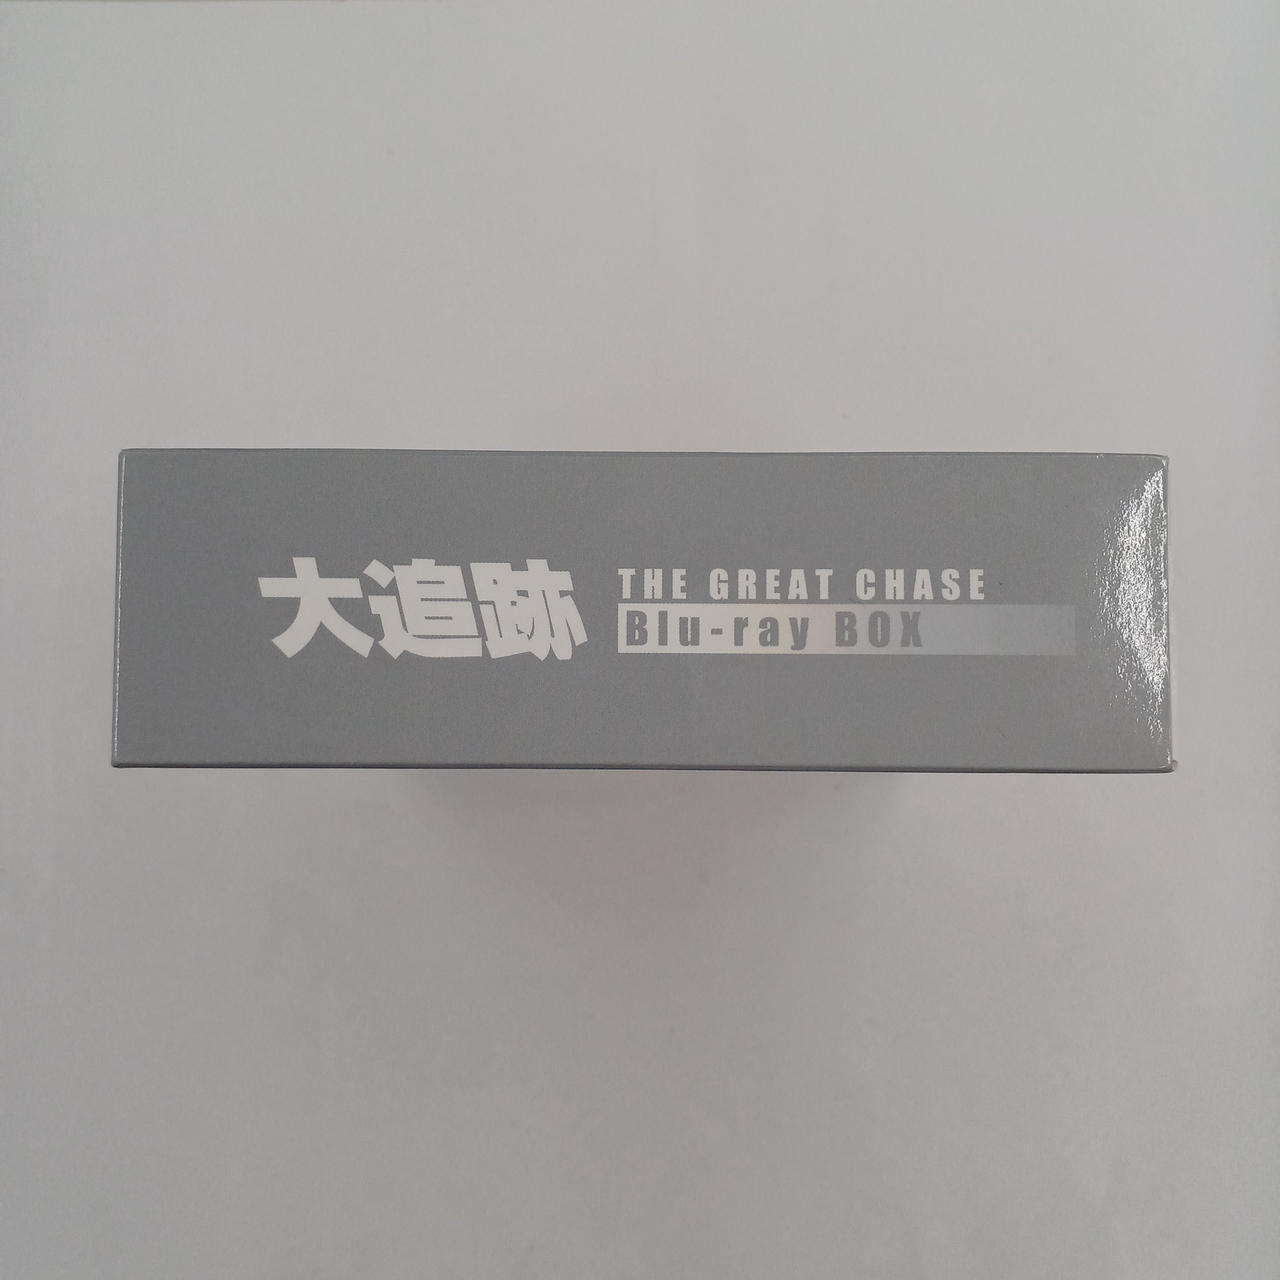 大追跡
THE GREAT CHASE
Blu-ray BOX